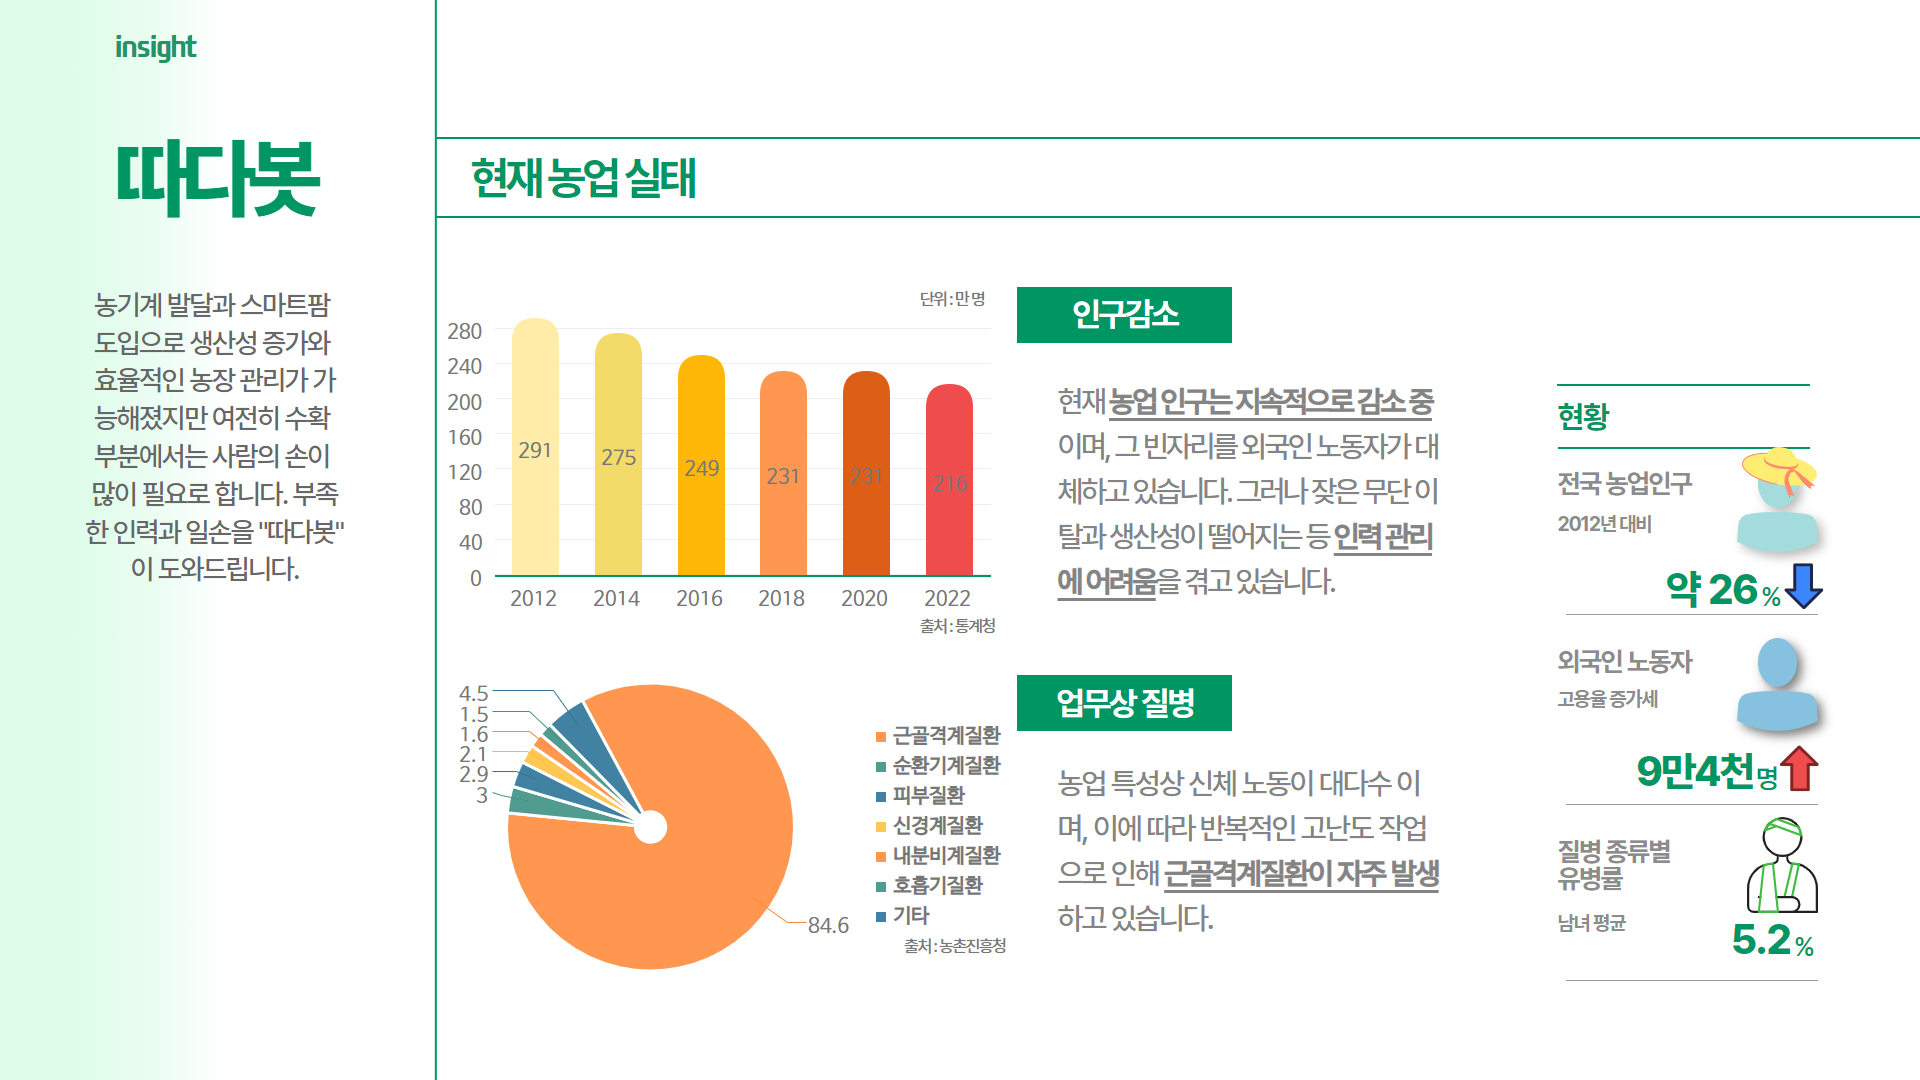 insight
따다봇
농기계 발달과 스마트팜
도입으로 생산성 증가와
효율적인 농장 관리가 가
능해졌지만 여전히 수확
부분에서는 사람의 손이
많이 필요로 합니다. 부족
한 인력과 일손을 "따다봇"
이 도와드립니다.
현재 농업 실태
단위 : 만 명
280
240
200
160
120
80
40
0
291
275
249
231
231
216
2012
2014
2016
2018
2020
2022
출처 : 통계청
인구감소
현재 농업 인구는 지속적으로 감소 중
이며, 그 빈자리를 외국인 노동자가 대
체하고 있습니다. 그러나 잦은 무단 이
탈과 생산성이 떨어지는 등 인력 관리
에 어려움을 겪고 있습니다.
4.5
1.5
1.6
2.1
2.9
3
84.6
근골격계질환
순환기계질환
피부질환
신경계질환
내분비계질환
호흡기질환
기타
출처 : 농촌진흥청
업무상 질병
농업 특성상 신체 노동이 대다수 이
며, 이에 따라 반복적인 고난도 작업
으로 인해 근골격계질환이 자주 발생
하고 있습니다.
현황
전국 농업인구
2012년 대비
약 26 %
외국인 노동자
고용율 증가세
9만4천명
질병 종류별
유병률
남녀 평균
5.2 %